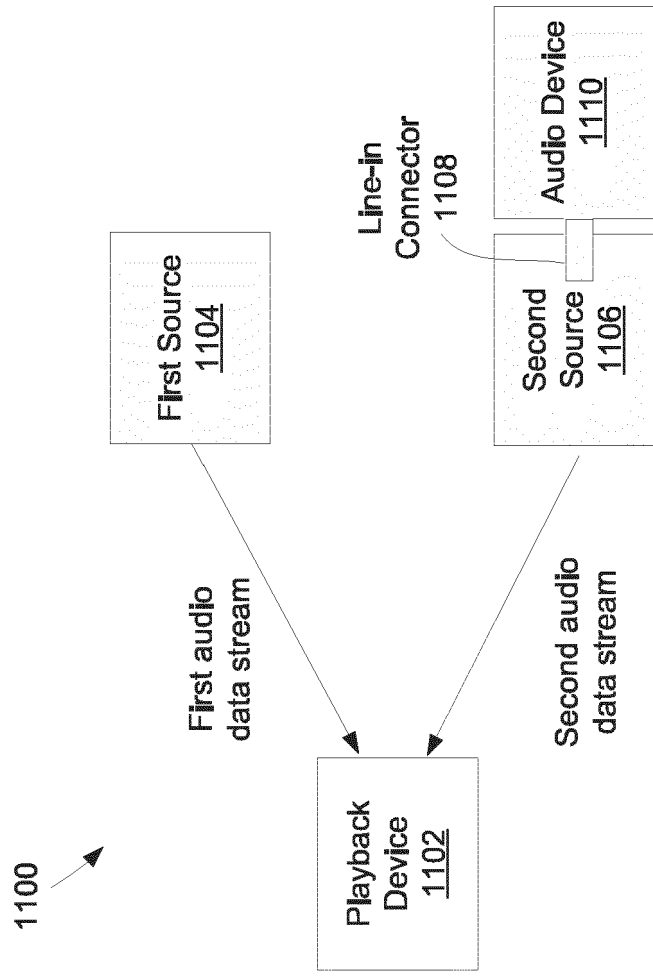 1100
Playback
Device
1102
First audio
data stream
Second audio
data stream
First Source
1104
Second
Source
1106
Line-in
Connector
1108
Audio Device
1110